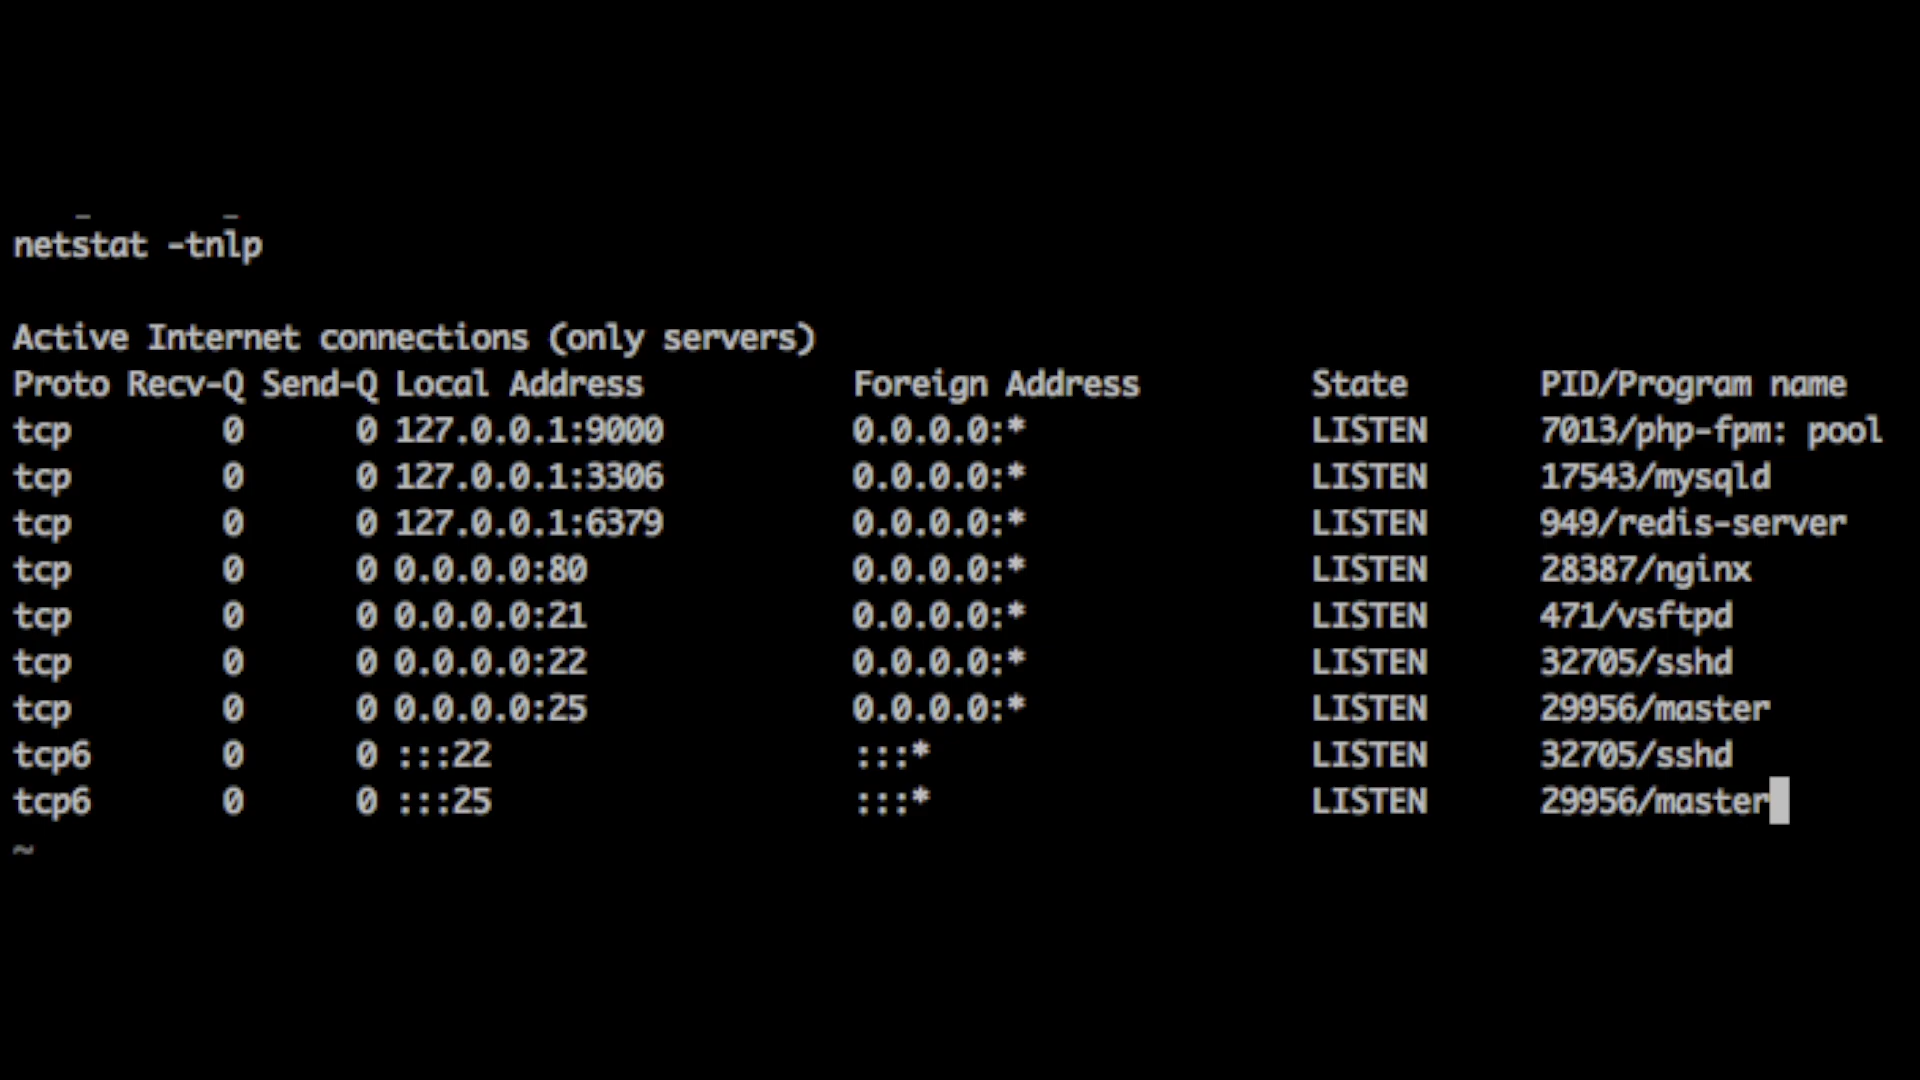 netstat -tnlp
Active Internet connections (only servers)
Proto Recv-Q Send-Q Local Address Foreign Address State PID/Program name
tcp 0 0 127.0.0.1:9000 0.0.0.0:* LISTEN 7013/php-fpm: pool
tcp 0 0 127.0.0.1:3306 0.0.0.0:* LISTEN 17543/mysqld
tcp 0 0 127.0.0.1:6379 0.0.0.0:* LISTEN 949/redis-server
tcp 0 0 0.0.0.0:80 0.0.0.0:* LISTEN 28387/nginx
tcp 0 0 0.0.0.0:21 0.0.0.0:* LISTEN 471/vsftpd
tcp 0 0 0.0.0.0:22 0.0.0.0:* LISTEN 32705/sshd
tcp 0 0 0.0.0.0:25 0.0.0.0:* LISTEN 29956/master
tcp6 0 0 :::22 :::* LISTEN 32705/sshd
tcp6 0 0 :::25 :::* LISTEN 29956/master
~